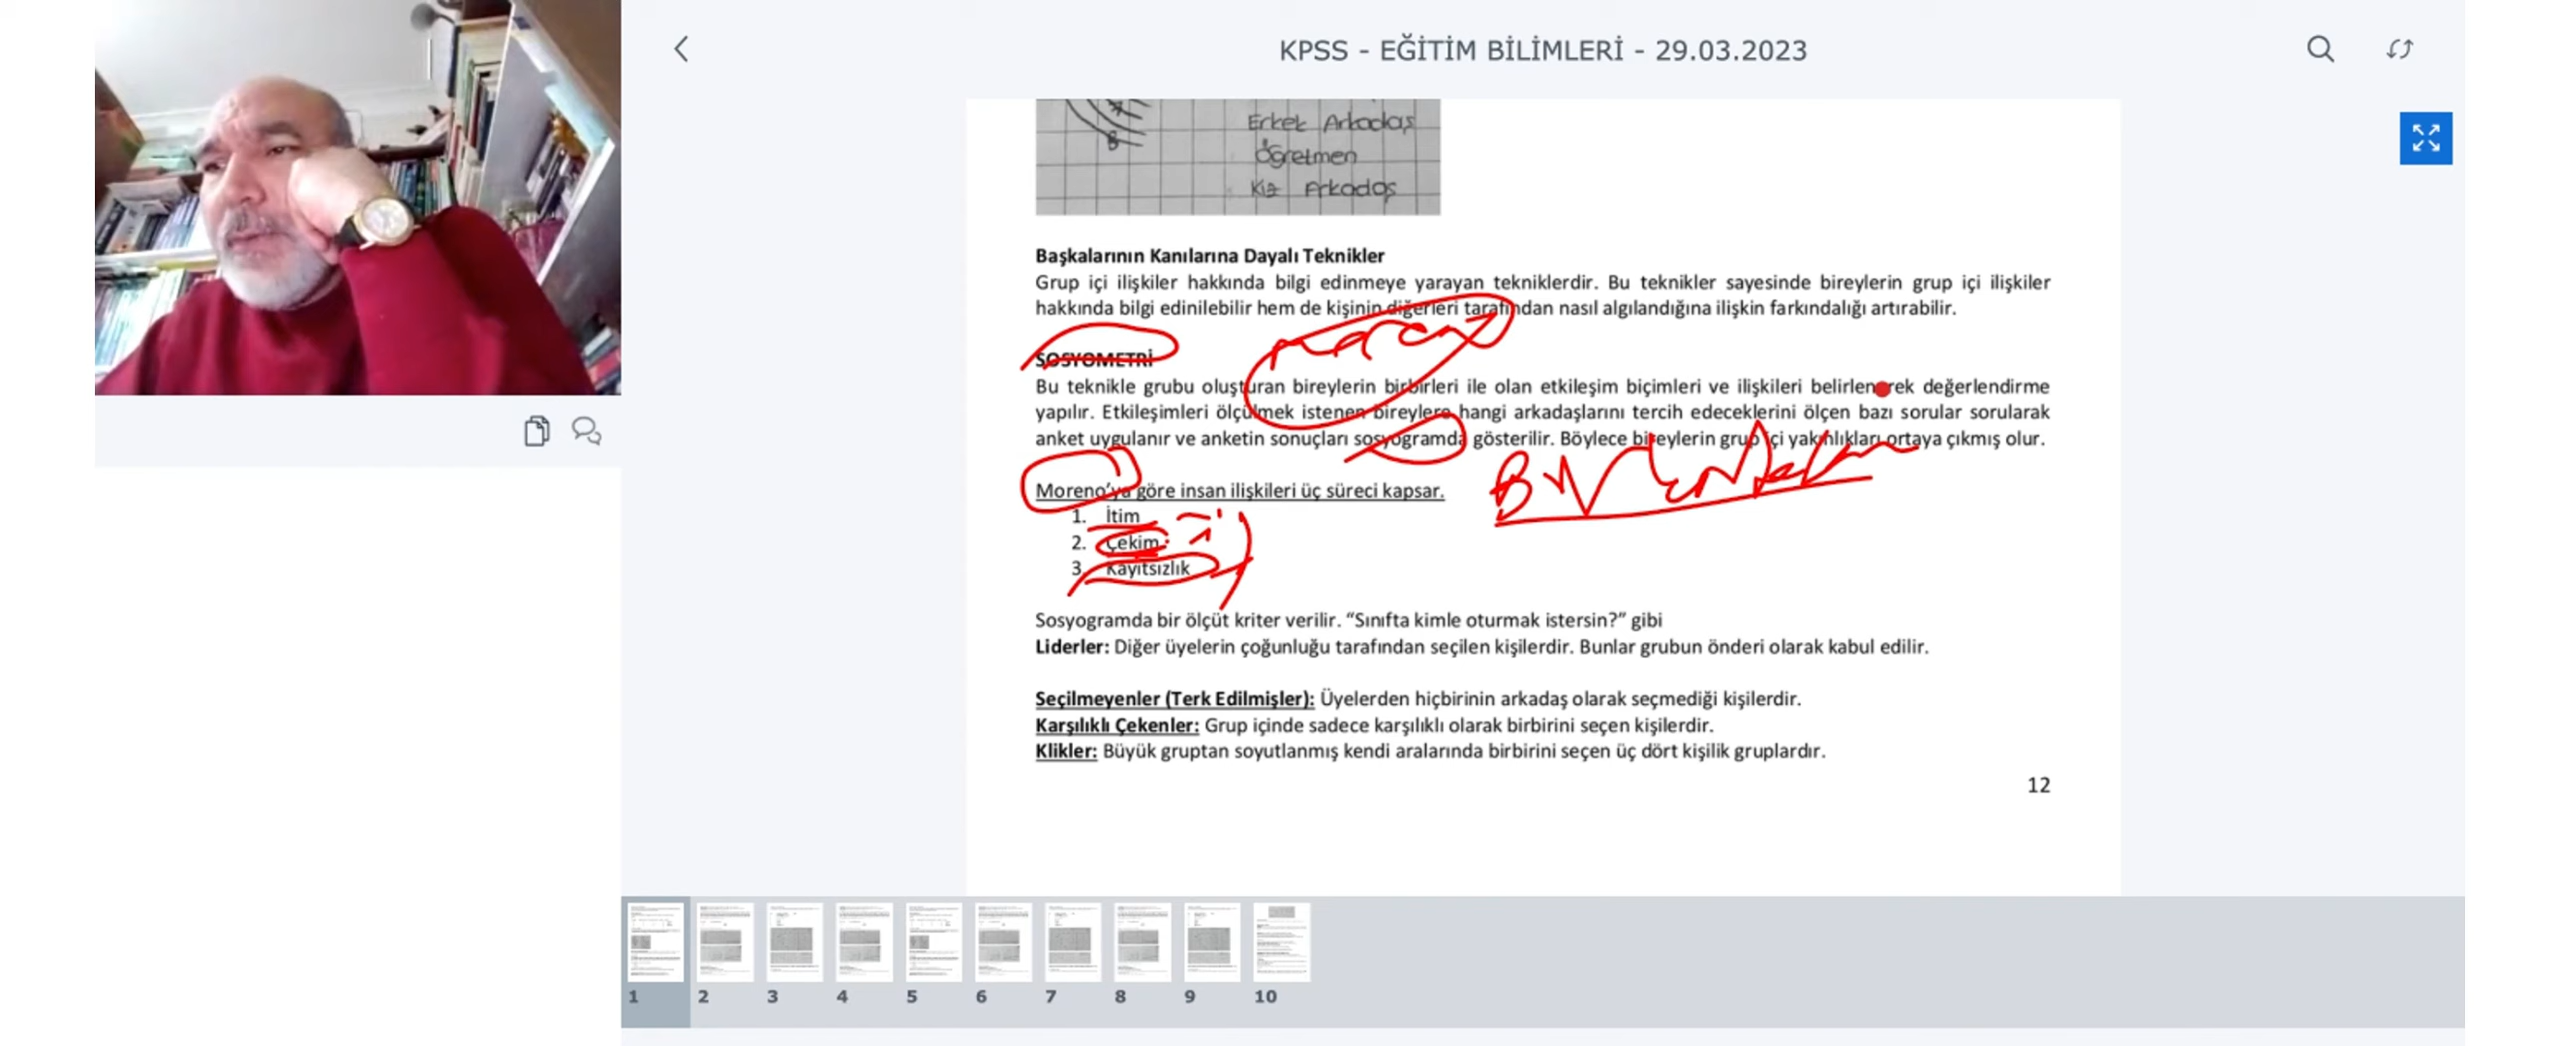 KPSS - EĞİTİM BİLİMLERİ - 29.03.2023
Erkek Arkadaş
Öğretmen
Kız Arkadaş
Başkalarının Kanılarına Dayalı Teknikler
Grup içi ilişkiler hakkında bilgi edinmeye yarayan tekniklerdir. Bu teknikler sayesinde bireylerin grup içi ilişkiler
hakkında bilgi edinilebilir hem de kişinin diğerleri tarafından nasıl algılandığına ilişkin farkındalığı artırabilir.
SOSYOMETRİ
Bu teknikle grubu oluşturan bireylerin birbirleri ile olan etkileşim biçimleri ve ilişkileri belirlenerek değerlendirme
yapılır. Etkileşimleri ölçülmek istenen bireylere hangi arkadaşlarını tercih edeceklerini ölçen bazı sorular sorularak
anket uygulanır ve anketin sonuçları sosyogramda gösterilir. Böylece bireylerin grup içi yakınlıkları ortaya çıkmış olur.
Moreno'ya göre insan ilişkileri üç süreci kapsar.
1. İtim
2. Çekim
3. Kayıtsızlık
Sosyogramda bir ölçüt kriter verilir. “Sınıfta kimle oturmak istersin?” gibi
Liderler: Diğer üyelerin çoğunluğu tarafından seçilen kişilerdir. Bunlar grubun önderi olarak kabul edilir.
Seçilmeyenler (Terk Edilmişler): Üyelerden hiçbirinin arkadaş olarak seçmediği kişilerdir.
Karşılıklı Çekenler: Grup içinde sadece karşılıklı olarak birbirini seçen kişilerdir.
Klikler: Büyük gruptan soyutlanmış kendi aralarında birbirini seçen üç dört kişilik gruplardır.
12
1 2 3 4 5 6 7 8 9 10